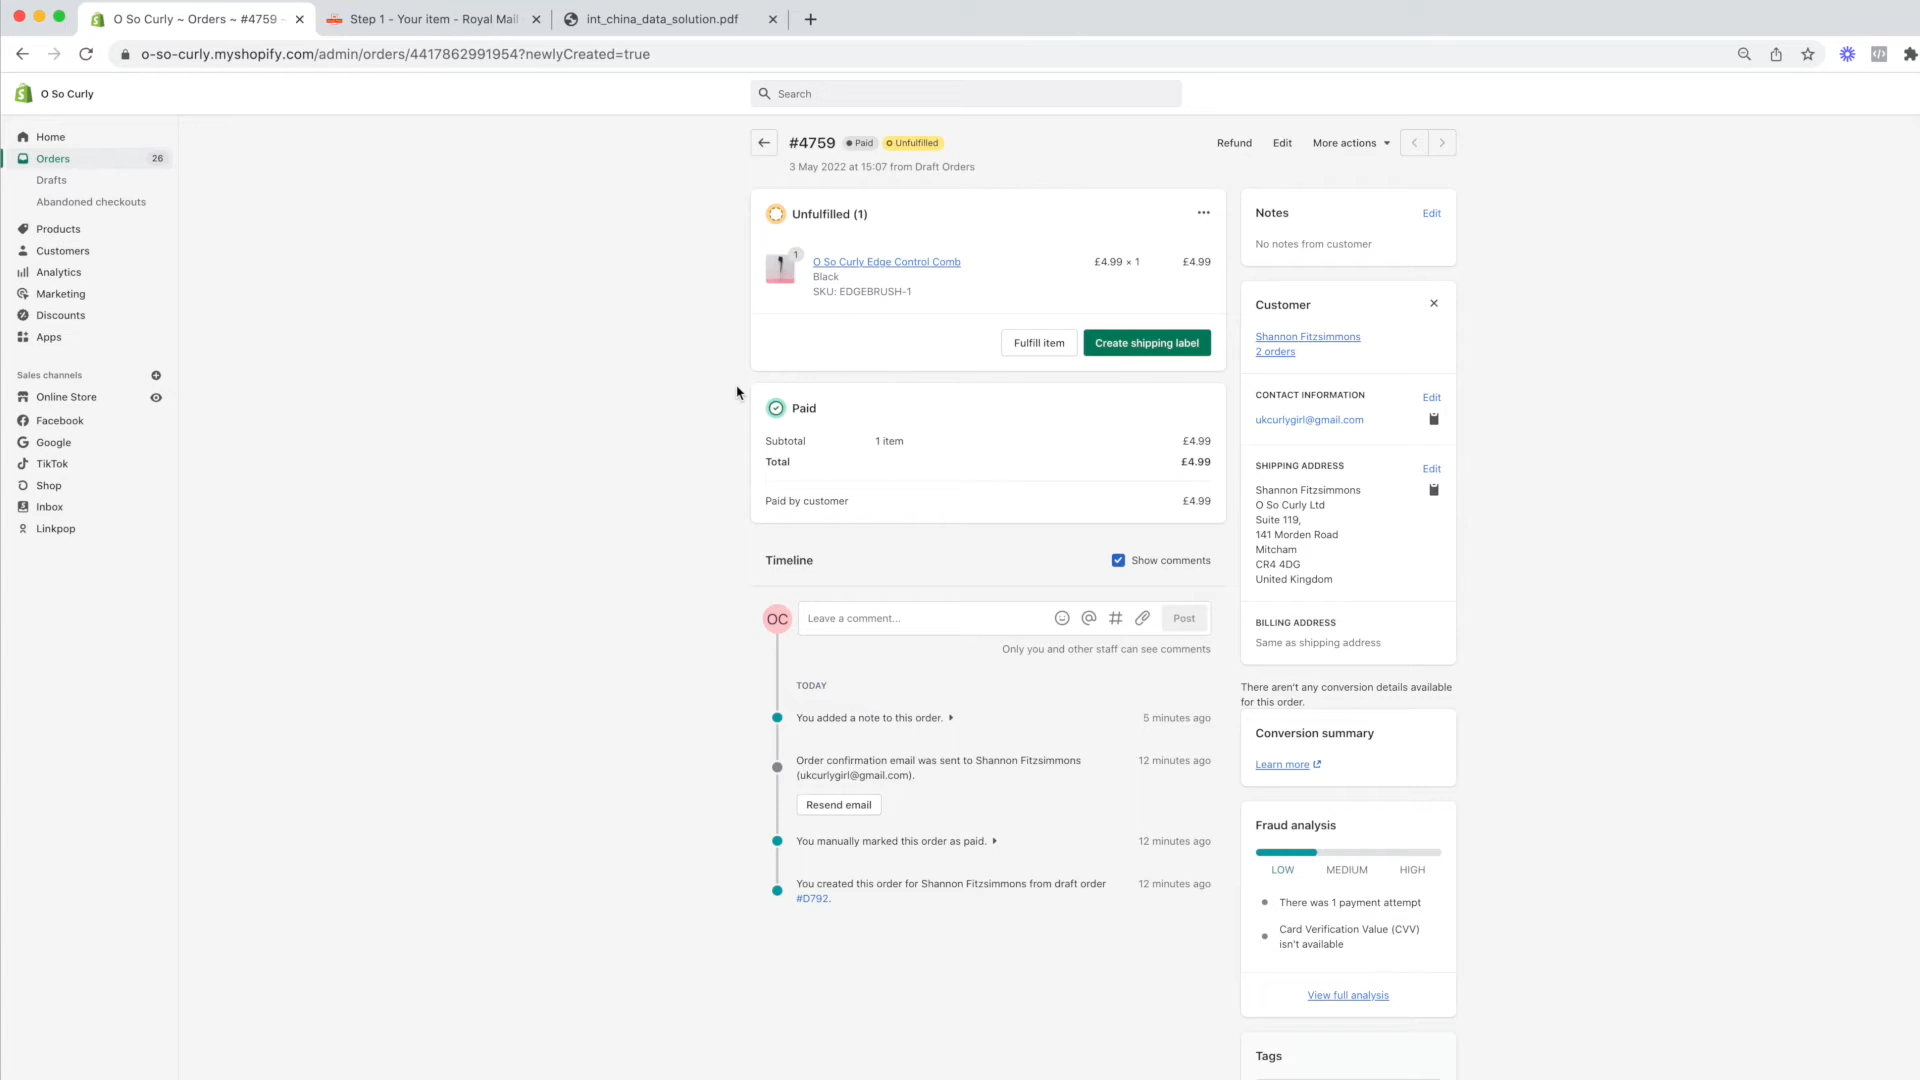 O So Curly ~ Orders ~ #4759 -
Step 1 - Your item - Royal Mail
int_china_data_solution.pdf
o-so-curly.myshopify.com/admin/orders/4417862991954?newlyCreated=true
O So Curly
Search
Home
Orders 26
Drafts
Abandoned checkouts
Products
Customers
Analytics
Marketing
Discounts
Apps
Sales channels
Online Store
Facebook
Google
TikTok
Shop
Inbox
Linkpop
#4759 Paid Unfulfilled
Refund Edit More actions
3 May 2022 at 15:07 from Draft Orders
Unfulfilled (1)
1
O So Curly Edge Control Comb £4.99 × 1 £4.99
Black
SKU: EDGEBRUSH-1
Fulfill item Create shipping label
Paid
Subtotal 1 item £4.99
Total £4.99
Paid by customer £4.99
Timeline Show comments
OC Leave a comment... Post
Only you and other staff can see comments
TODAY
You added a note to this order. 5 minutes ago
Order confirmation email was sent to Shannon Fitzsimmons 12 minutes ago
(ukcurlygirl@gmail.com).
Resend email
You manually marked this order as paid. 12 minutes ago
You created this order for Shannon Fitzsimmons from draft order 12 minutes ago
#D792.
Notes Edit
No notes from customer
Customer
Shannon Fitzsimmons
2 orders
CONTACT INFORMATION Edit
ukcurlygirl@gmail.com
SHIPPING ADDRESS Edit
Shannon Fitzsimmons
O So Curly Ltd
Suite 119,
141 Morden Road
Mitcham
CR4 4DG
United Kingdom
BILLING ADDRESS
Same as shipping address
There aren't any conversion details available
for this order.
Conversion summary
Learn more
Fraud analysis
LOW MEDIUM HIGH
There was 1 payment attempt
Card Verification Value (CVV)
isn't available
View full analysis
Tags